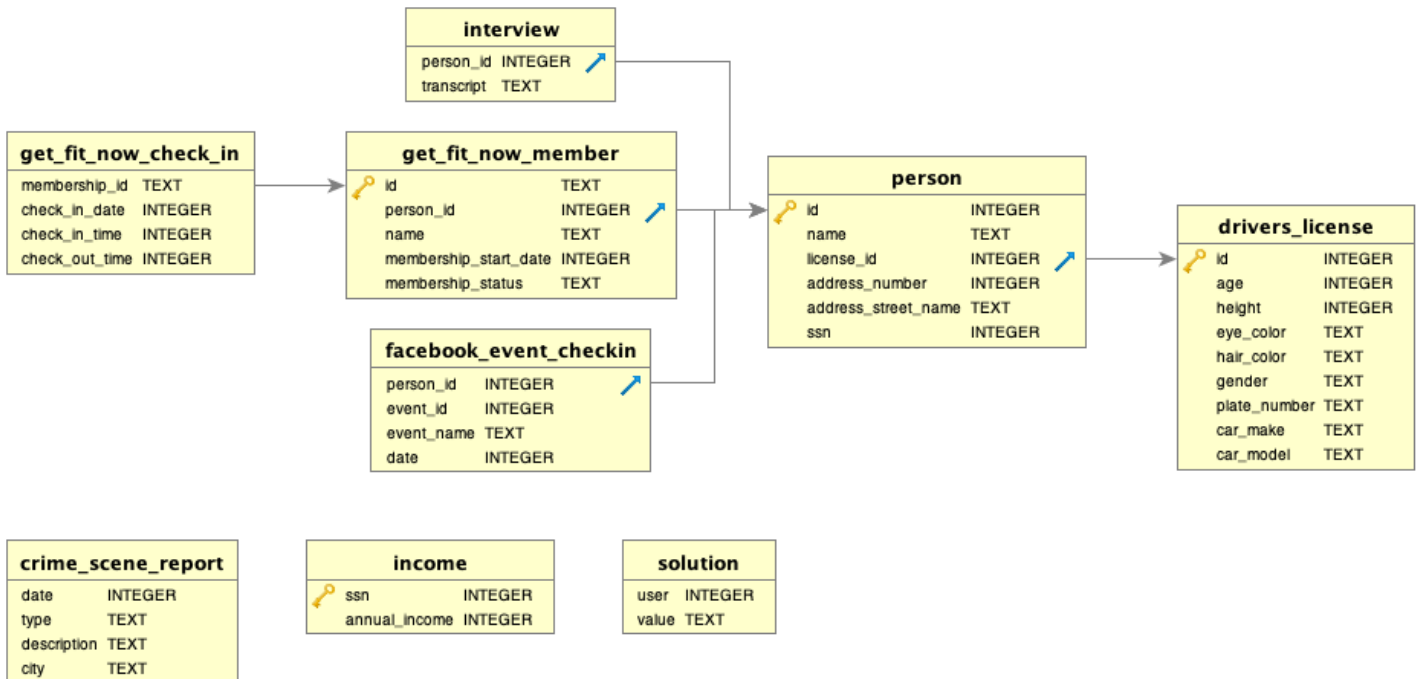 interview
person_id INTEGER
transcript TEXT
get_fit_now_check_in
membership_id TEXT
check_in_date INTEGER
check_in_time INTEGER
check_out_time INTEGER
get_fit_now_member
id TEXT
person_id INTEGER
name TEXT
membership_start_date INTEGER
membership_status TEXT
facebook_event_checkin
person_id INTEGER
event_id INTEGER
event_name TEXT
date INTEGER
person
id INTEGER
name TEXT
license_id INTEGER
address_number INTEGER
address_street_name TEXT
ssn INTEGER
drivers_license
id INTEGER
age INTEGER
height INTEGER
eye_color TEXT
hair_color TEXT
gender TEXT
plate_number TEXT
car_make TEXT
car_model TEXT
crime_scene_report
date INTEGER
type TEXT
description TEXT
city TEXT
income
ssn INTEGER
annual_income INTEGER
solution
user INTEGER
value TEXT